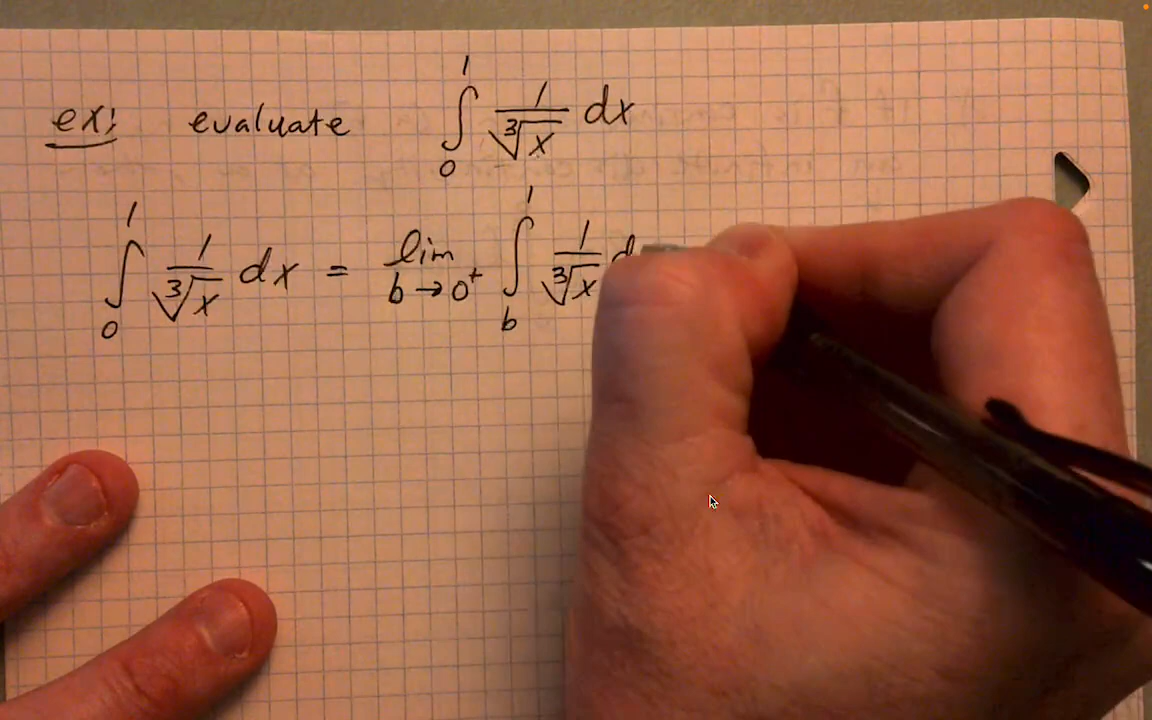 ex: evaluate ∫₀¹ 1/∛x dx
∫₀¹ 1/∛x dx = lim b→0⁺ ∫_b¹ 1/∛x d